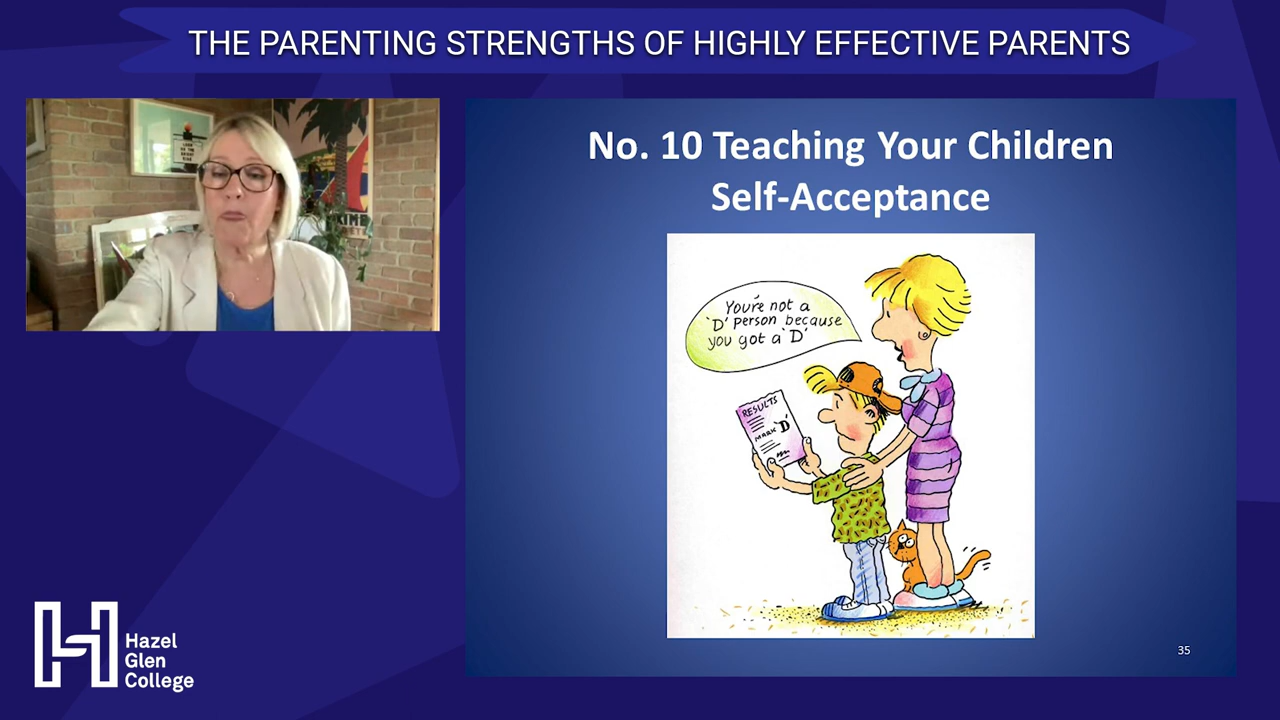 THE PARENTING STRENGTHS OF HIGHLY EFFECTIVE PARENTS
No. 10 Teaching Your Children
Self-Acceptance
You're not a
'D' person because
you got a 'D'
RESULTS
MARK 'D'
35
Hazel
Glen
College